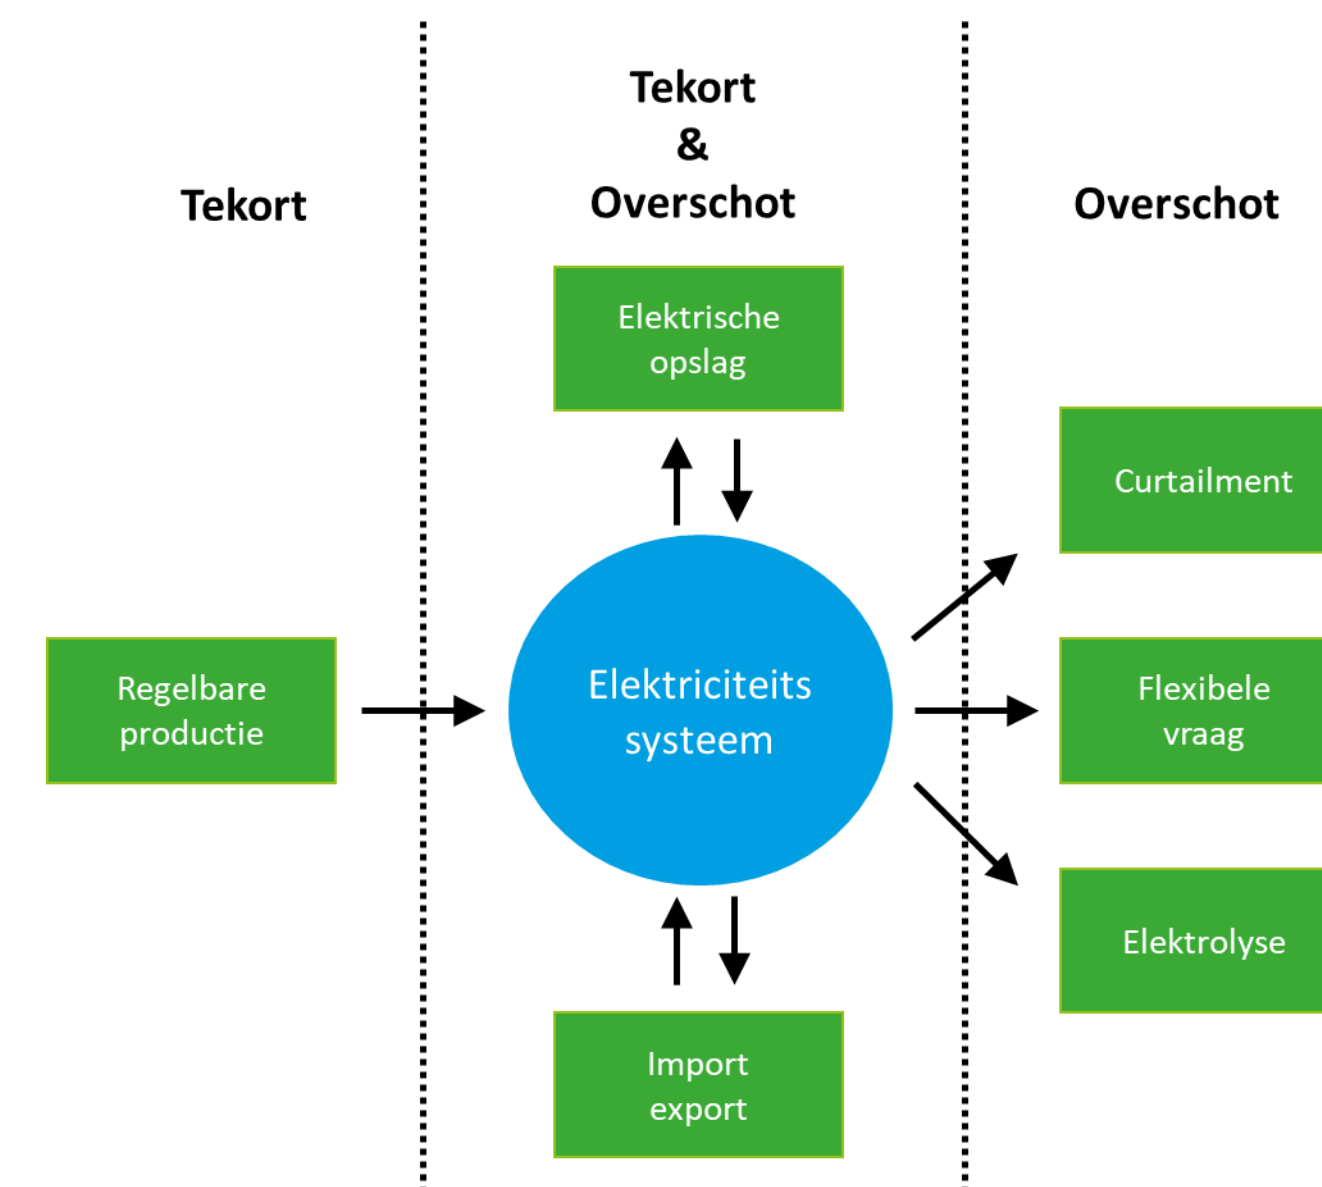 Tekort
Tekort
&
Overschot
Overschot
Elektrische
opslag
Curtailment
Regelbare
productie
Elektriciteits
systeem
Flexibele
vraag
Elektrolyse
Import
export